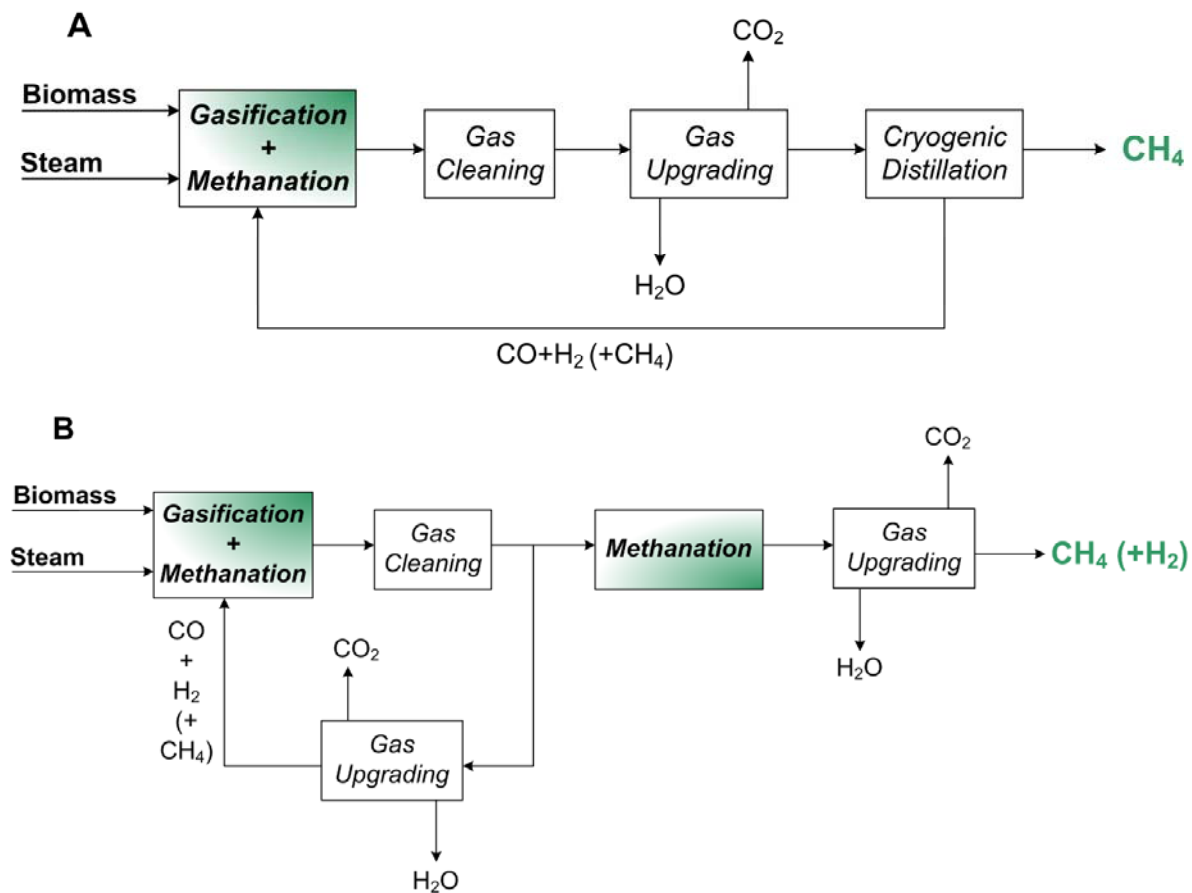 A
CO₂
Biomass
Steam
Gasification
+
Methanation
Gas
Cleaning
Gas
Upgrading
Cryogenic
Distillation
CH₄
H₂O
CO+H₂ (+CH₄)
B
CO₂
Biomass
Steam
Gasification
+
Methanation
Gas
Cleaning
Methanation
Gas
Upgrading
CH₄ (+H₂)
H₂O
CO
+
H₂
(+
CH₄)
CO₂
Gas
Upgrading
H₂O